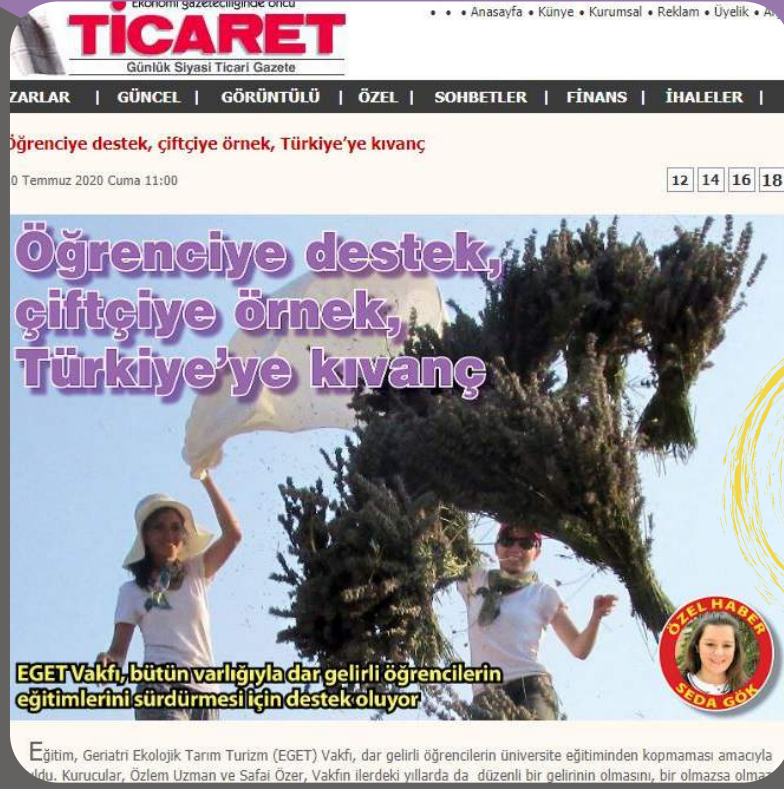 Ekonomi gazeteciliğinde öncü
TİCARET
Günlük Siyasi Ticari Gazete
• • • Anasayfa • Künye • Kurumsal • Reklam • Üyelik •
ZARLAR | GÜNCEL | GÖRÜNTÜLÜ | ÖZEL | SOHBETLER | FİNANS | İHALELER |
Öğrenciye destek, çiftçiye örnek, Türkiye'ye kıvanç
0 Temmuz 2020 Cuma 11:00
12 14 16 18
Öğrenciye destek,
çiftçiye örnek,
Türkiye'ye kıvanç
ÖZEL HABER
SEDA GÖK
EGET Vakfı, bütün varlığıyla dar gelirli öğrencilerin
eğitimlerini sürdürmesi için destek oluyor
Eğitim, Geriatri Ekolojik Tarım Turizm (EGET) Vakfı, dar gelirli öğrencilerin üniversite eğitiminden kopmaması amacıyla
Kurucular, Özlem Uzman ve Safai Özer, Vakfın ilerdeki yıllarda da düzenli bir gelirinin olmasını, bir olmazsa